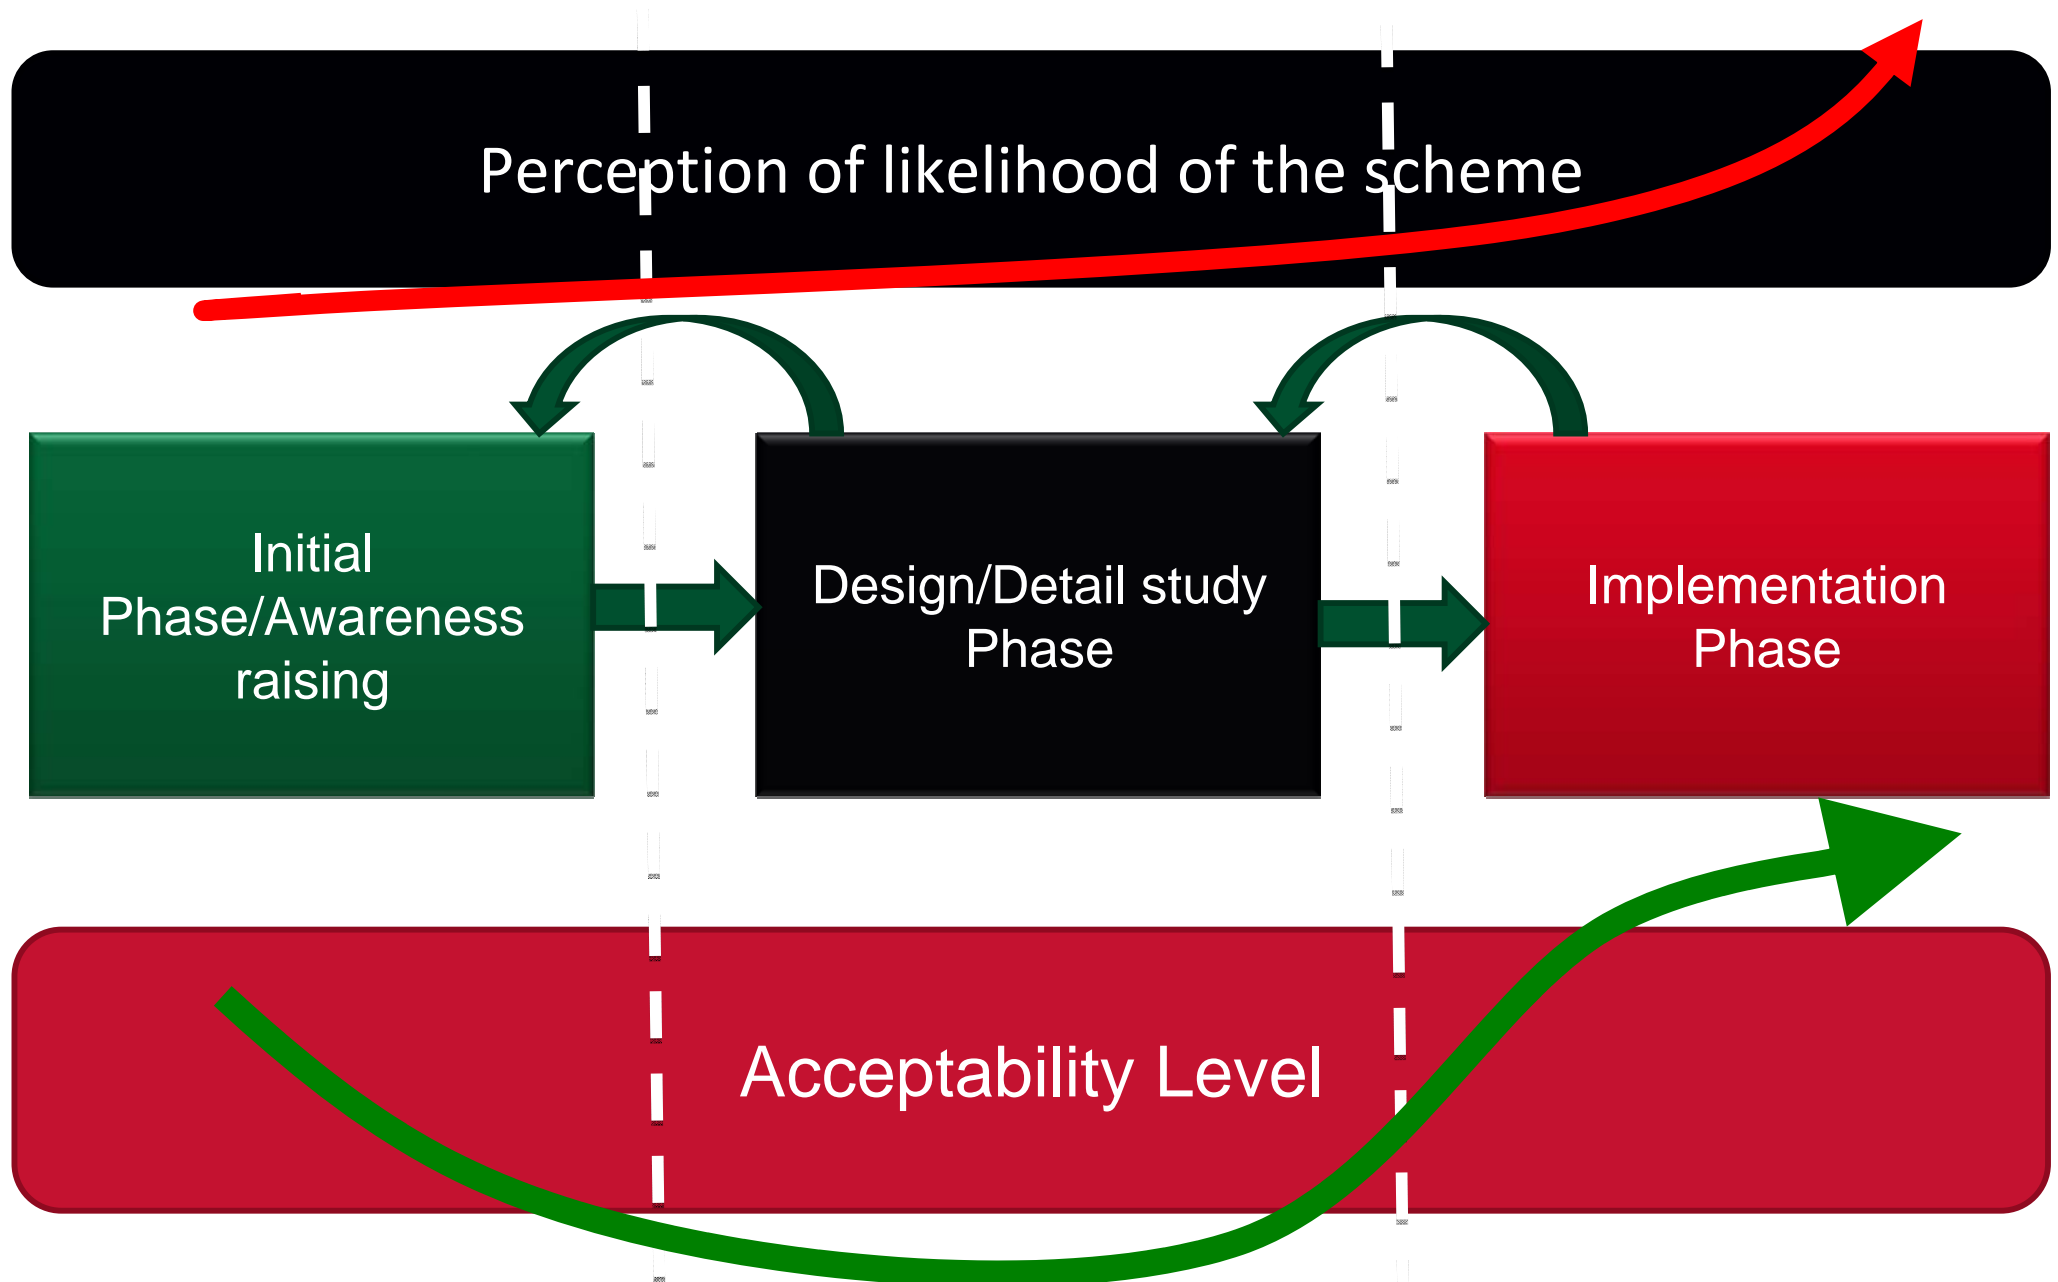 Perception of likelihood of the scheme
Initial
Phase/Awareness
raising
Design/Detail study
Phase
Implementation
Phase
Acceptability Level